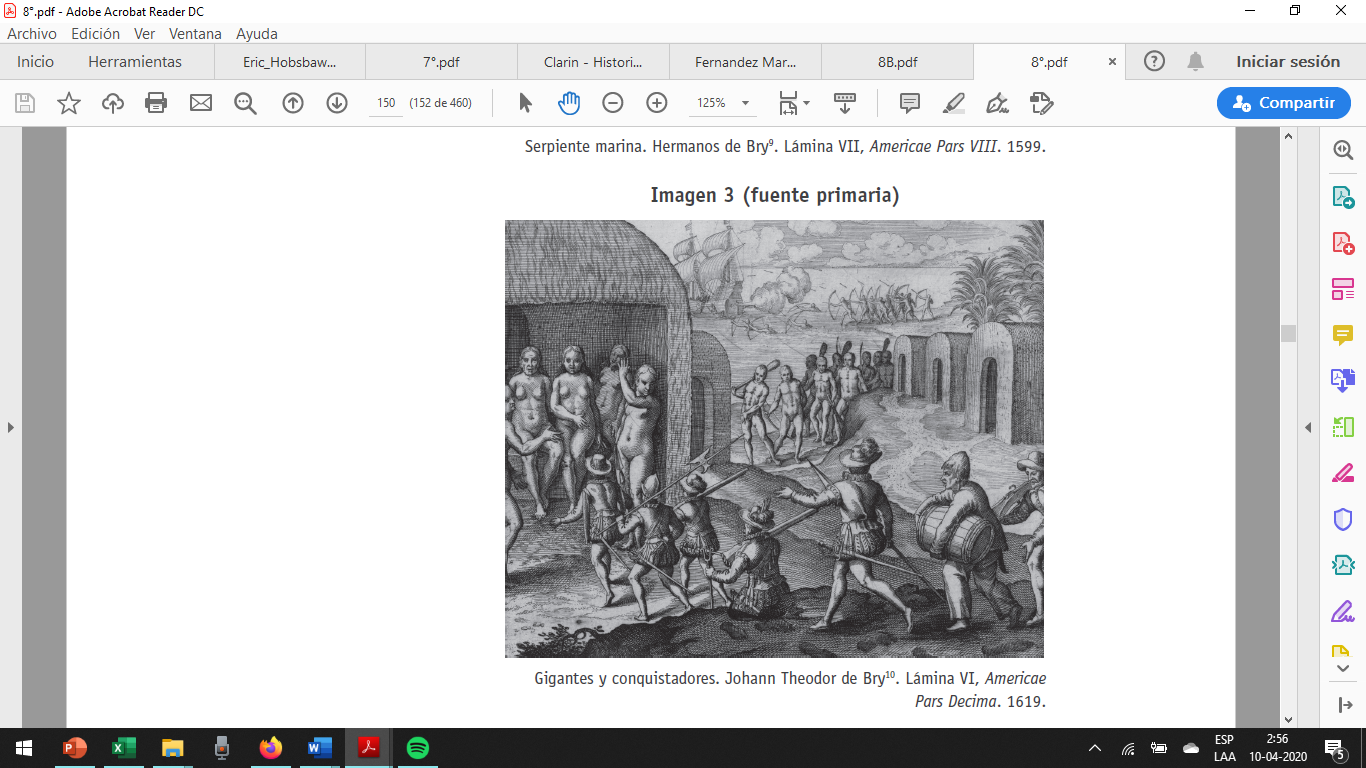 8°.pdf - Adobe Acrobat Reader DC
Archivo Edición Ver Ventana Ayuda
Inicio Herramientas Eric_Hobsbaw... 7°.pdf Clarin - Histori... Fernandez Mar... 8B.pdf 8°.pdf × Iniciar sesión
150 (152 de 460) 125% Compartir
Serpiente marina. Hermanos de Bry⁹. Lámina VII, Americae Pars VIII. 1599.
Imagen 3 (fuente primaria)
Gigantes y conquistadores. Johann Theodor de Bry¹⁰. Lámina VI, Americae
Pars Decima. 1619.
ESP 2:56
LAA 10-04-2020 5